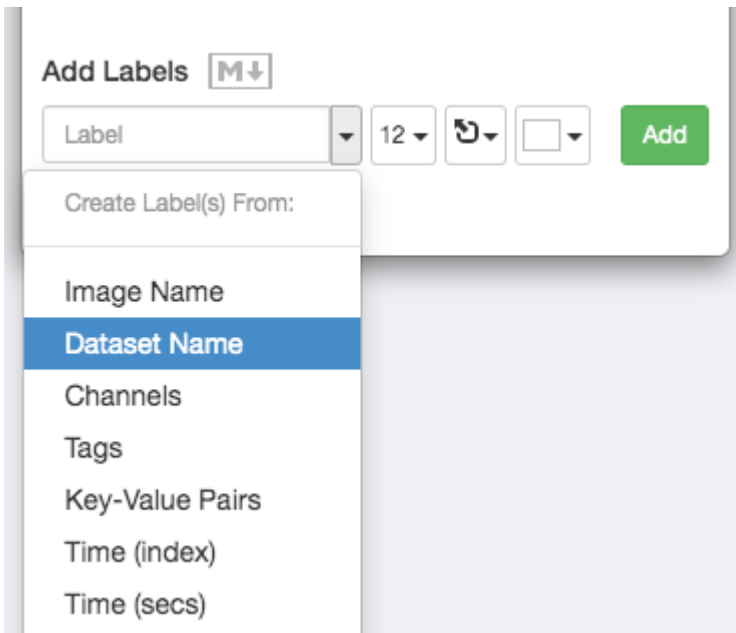 Add Labels M
Label 12 Add
Create Label(s) From:
Image Name
Dataset Name
Channels
Tags
Key-Value Pairs
Time (index)
Time (secs)